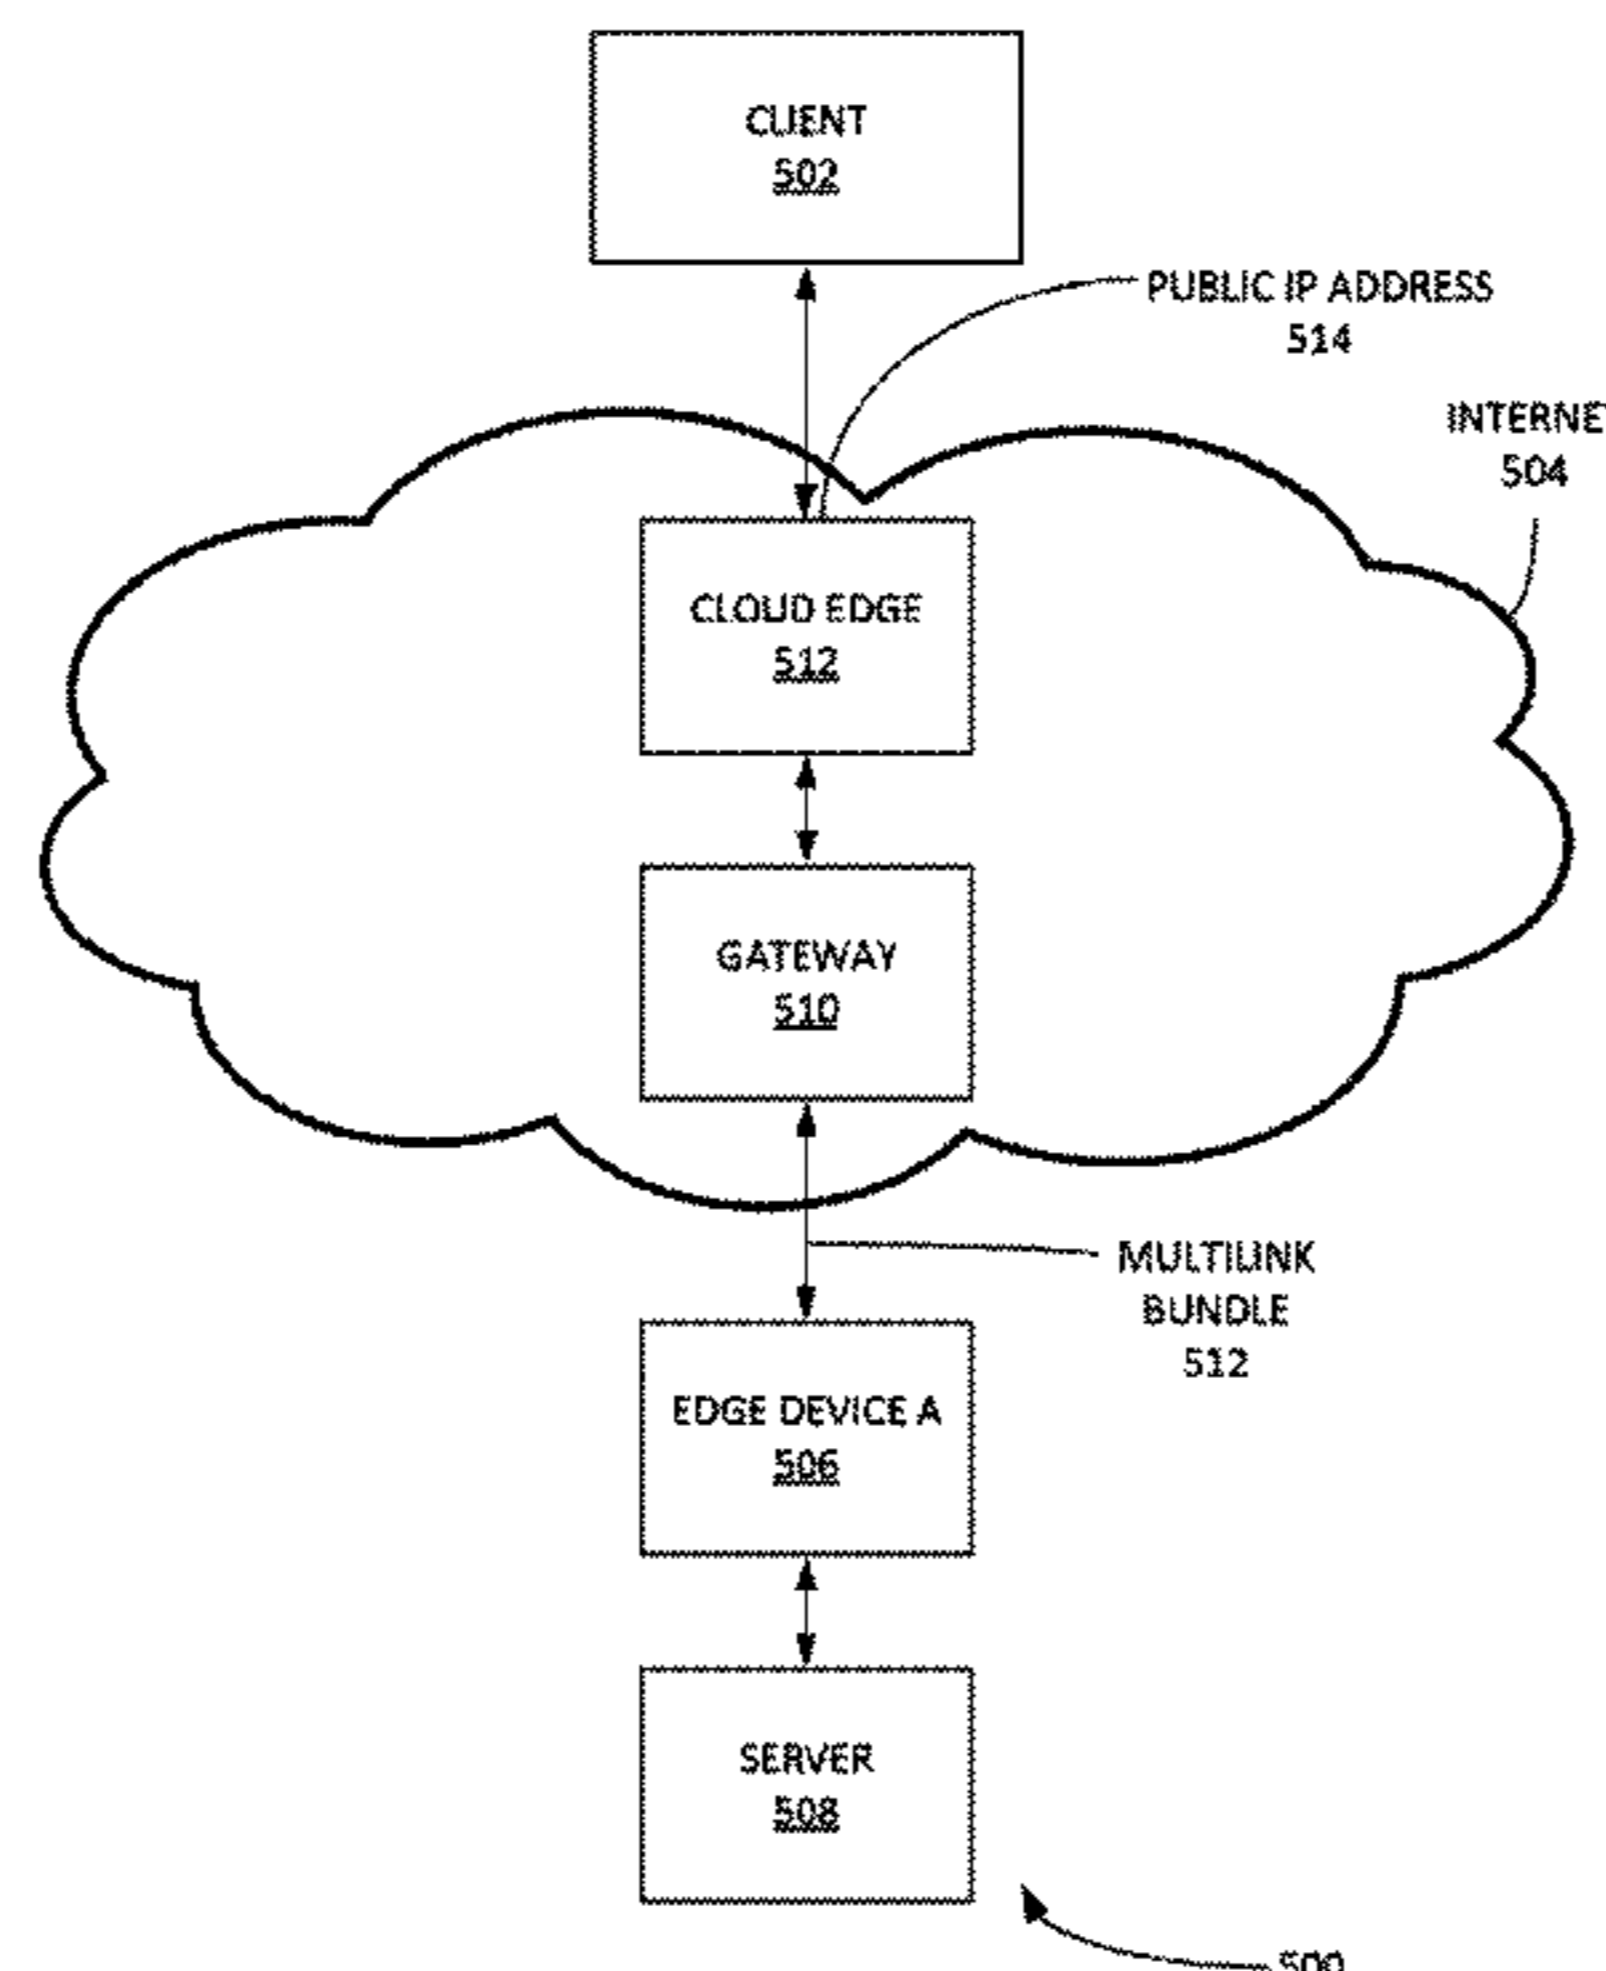 CLIENT
502
PUBLIC IP ADDRESS
514
INTERNE
504
CLOUD EDGE
512
GATEWAY
510
MULTILINK
BUNDLE
512
EDGE DEVICE A
506
SERVER
508
500